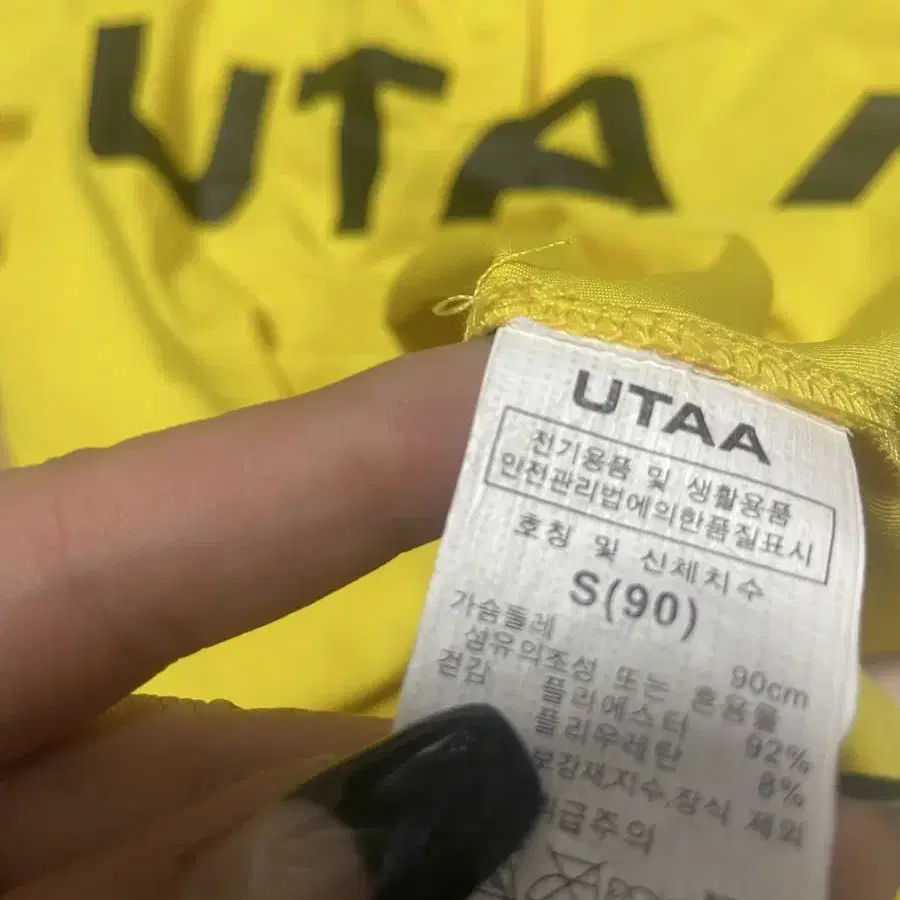 UTAA
UTAA
전기용품 및 생활용품
안전관리법에의한품질표시
호칭 및 신체치수
S(90)
가슴둘레 90cm
섬유의조성 또는 혼용율
겉감 폴리에스터 92%
폴리우레탄 8%
보강재,지수,장식 제외
취급주의